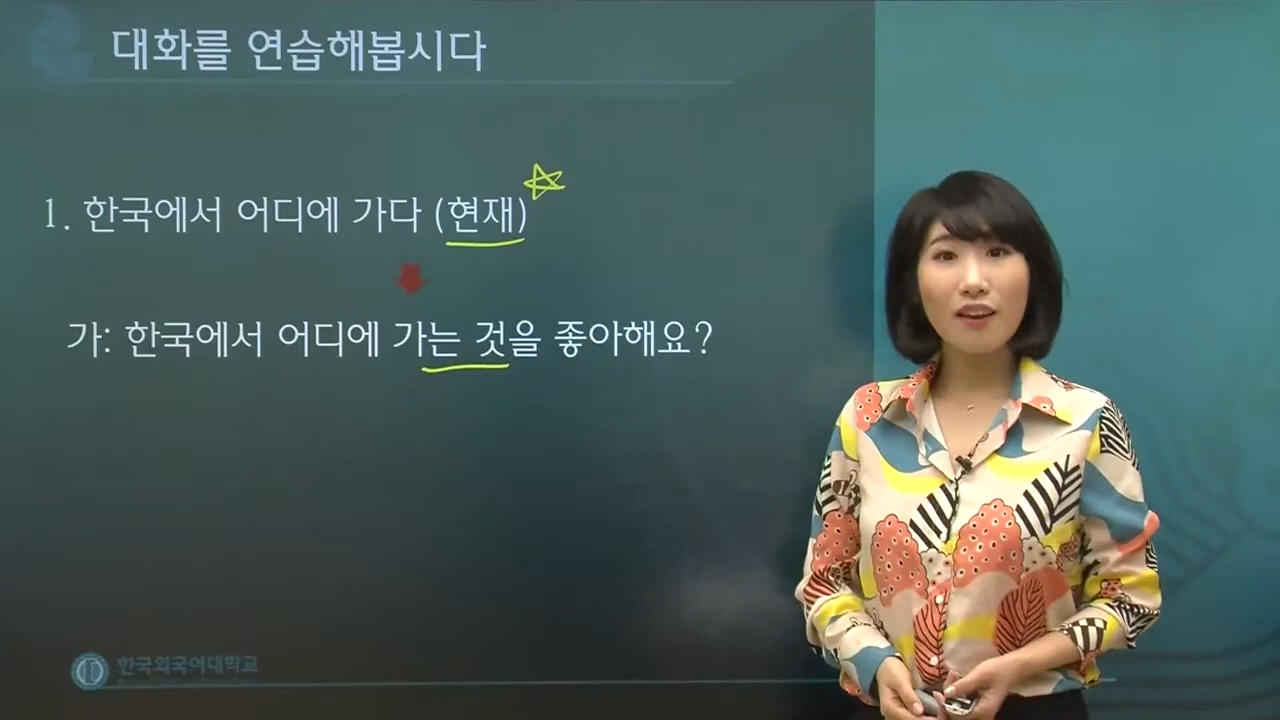 대화를 연습해봅시다
1. 한국에서 어디에 가다 (현재)
가: 한국에서 어디에 가는 것을 좋아해요?
한국외국어대학교